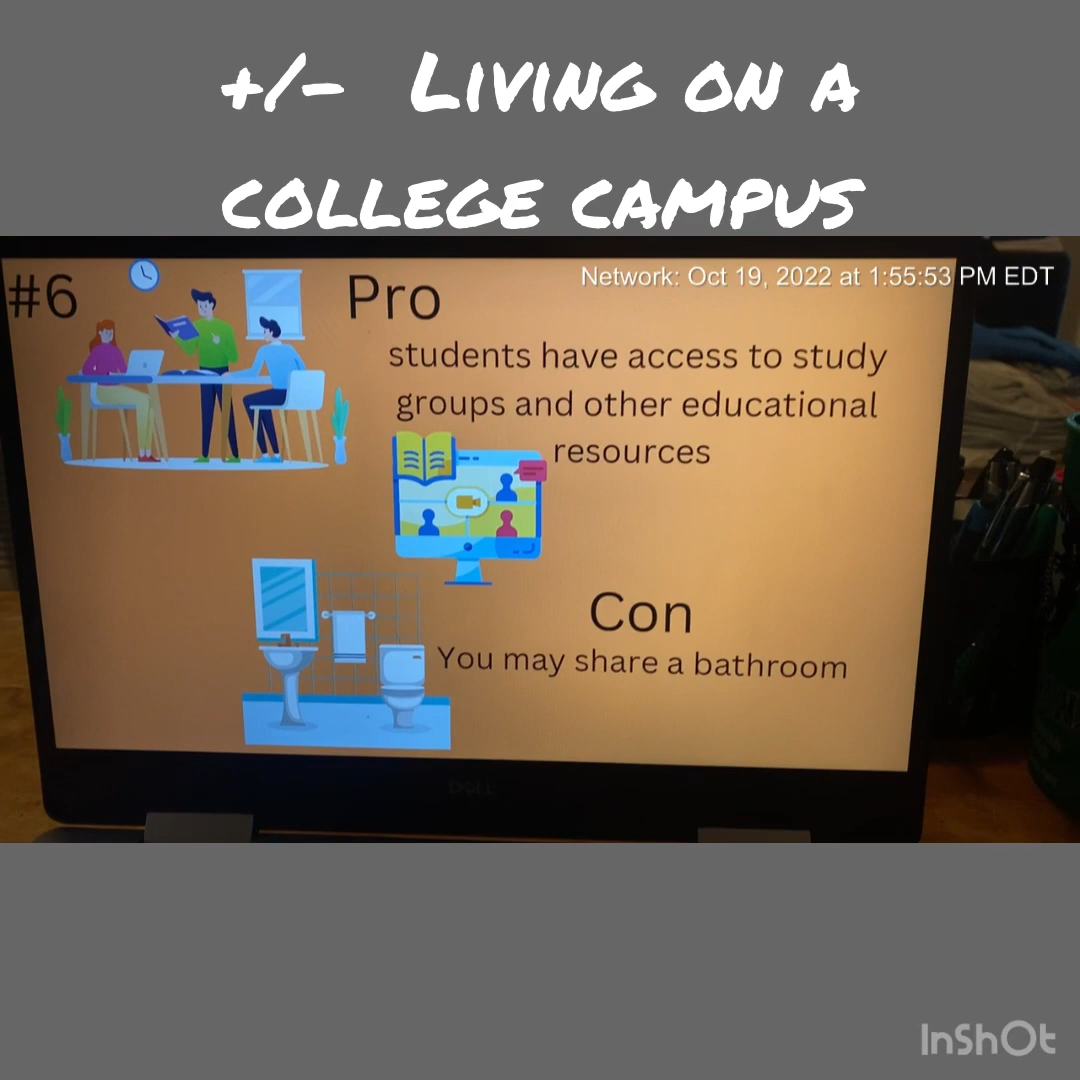 +/- LIVING ON A
COLLEGE CAMPUS
Network: Oct 19, 2022 at 1:55:53 PM EDT
#6
Pro
students have access to study
groups and other educational
resources
Con
You may share a bathroom
DELL
InShOt